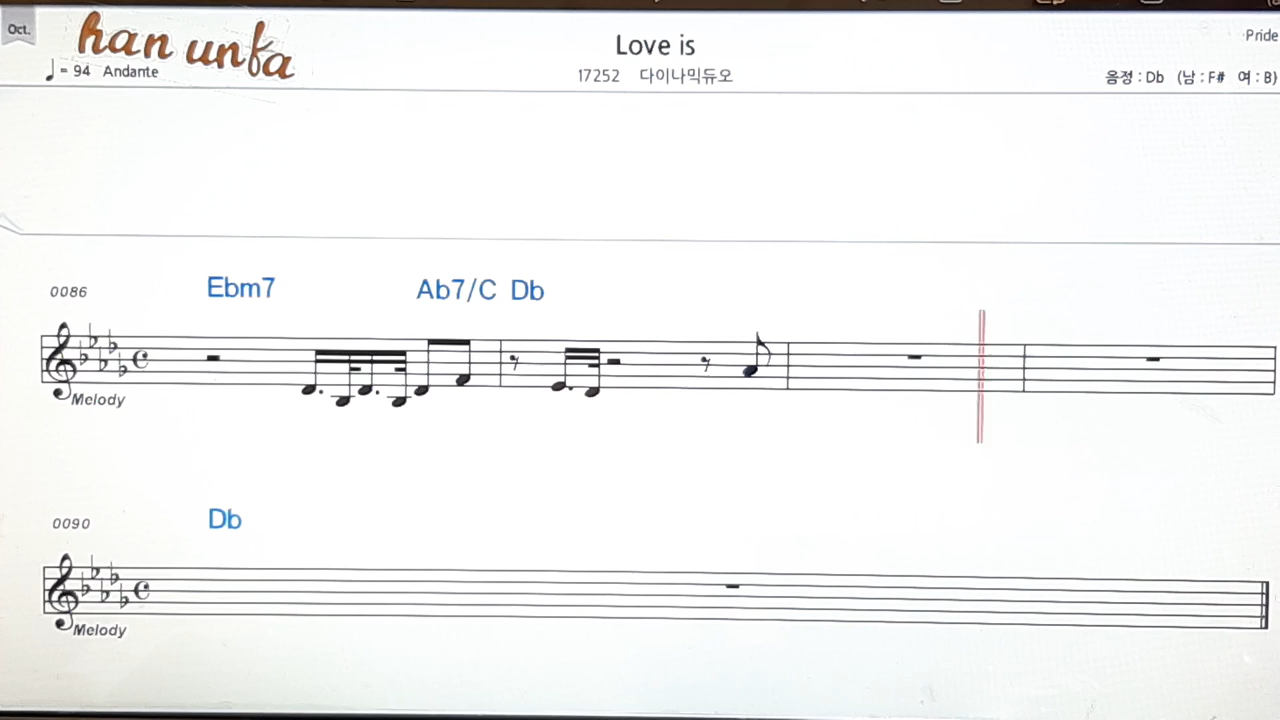 Oct.
han unfa
Love is
Pride
♩ = 94 Andante
17252 다이나믹듀오
음정 : Db (남 : F# 여 : B)
0086
Ebm7 Ab7/C Db
Melody
0090
Db
Melody